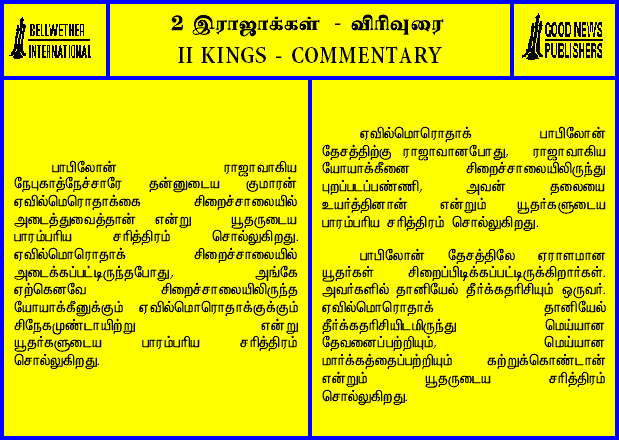 BELLWETHER
INTERNATIONAL
2 இராஜாக்கள் - விரிவுரை
II KINGS - COMMENTARY
GOOD NEWS
PUBLISHERS
பாபிலோன் ராஜாவாகிய
நேபுகாத்நேச்சாரே தன்னுடைய குமாரன்
ஏவில்மெரொதாக்கை சிறைச்சாலையில்
அடைத்துவைத்தான் என்று யூதருடைய
பாரம்பரிய சரித்திரம் சொல்லுகிறது.
ஏவில்மொரொதாக் சிறைச்சாலையில்
அடைக்கப்பட்டிருந்தபோது, அங்கே
ஏற்கெனவே சிறைச்சாலையிலிருந்த
யோயாக்கீனுக்கும் ஏவில்மொரொதாக்குக்கும்
சிநேகமுண்டாயிற்று என்று
யூதர்களுடைய பாரம்பரிய சரித்திரம்
சொல்லுகிறது.
ஏவில்மொரொதாக் பாபிலோன்
தேசத்திற்கு ராஜாவானபோது, ராஜாவாகிய
யோயாக்கீனை சிறைச்சாலையிலிருந்து
புறப்படப்பண்ணி, அவன் தலையை
உயர்த்தினான் என்றும் யூதர்களுடைய
பாரம்பரிய சரித்திரம் சொல்லுகிறது.
பாபிலோன் தேசத்திலே ஏராளமான
யூதர்கள் சிறைப்பிடிக்கப்பட்டிருக்கிறார்கள்.
அவர்களில் தானியேல் தீர்க்கதரிசியும் ஒருவர்.
ஏவில்மொரொதாக் தானியேல்
தீர்க்கதரிசியிடமிருந்து மெய்யான
தேவனைப்பற்றியும், மெய்யான
மார்க்கத்தைப்பற்றியும் கற்றுக்கொண்டான்
என்றும் யூதருடைய சரித்திரம்
சொல்லுகிறது.